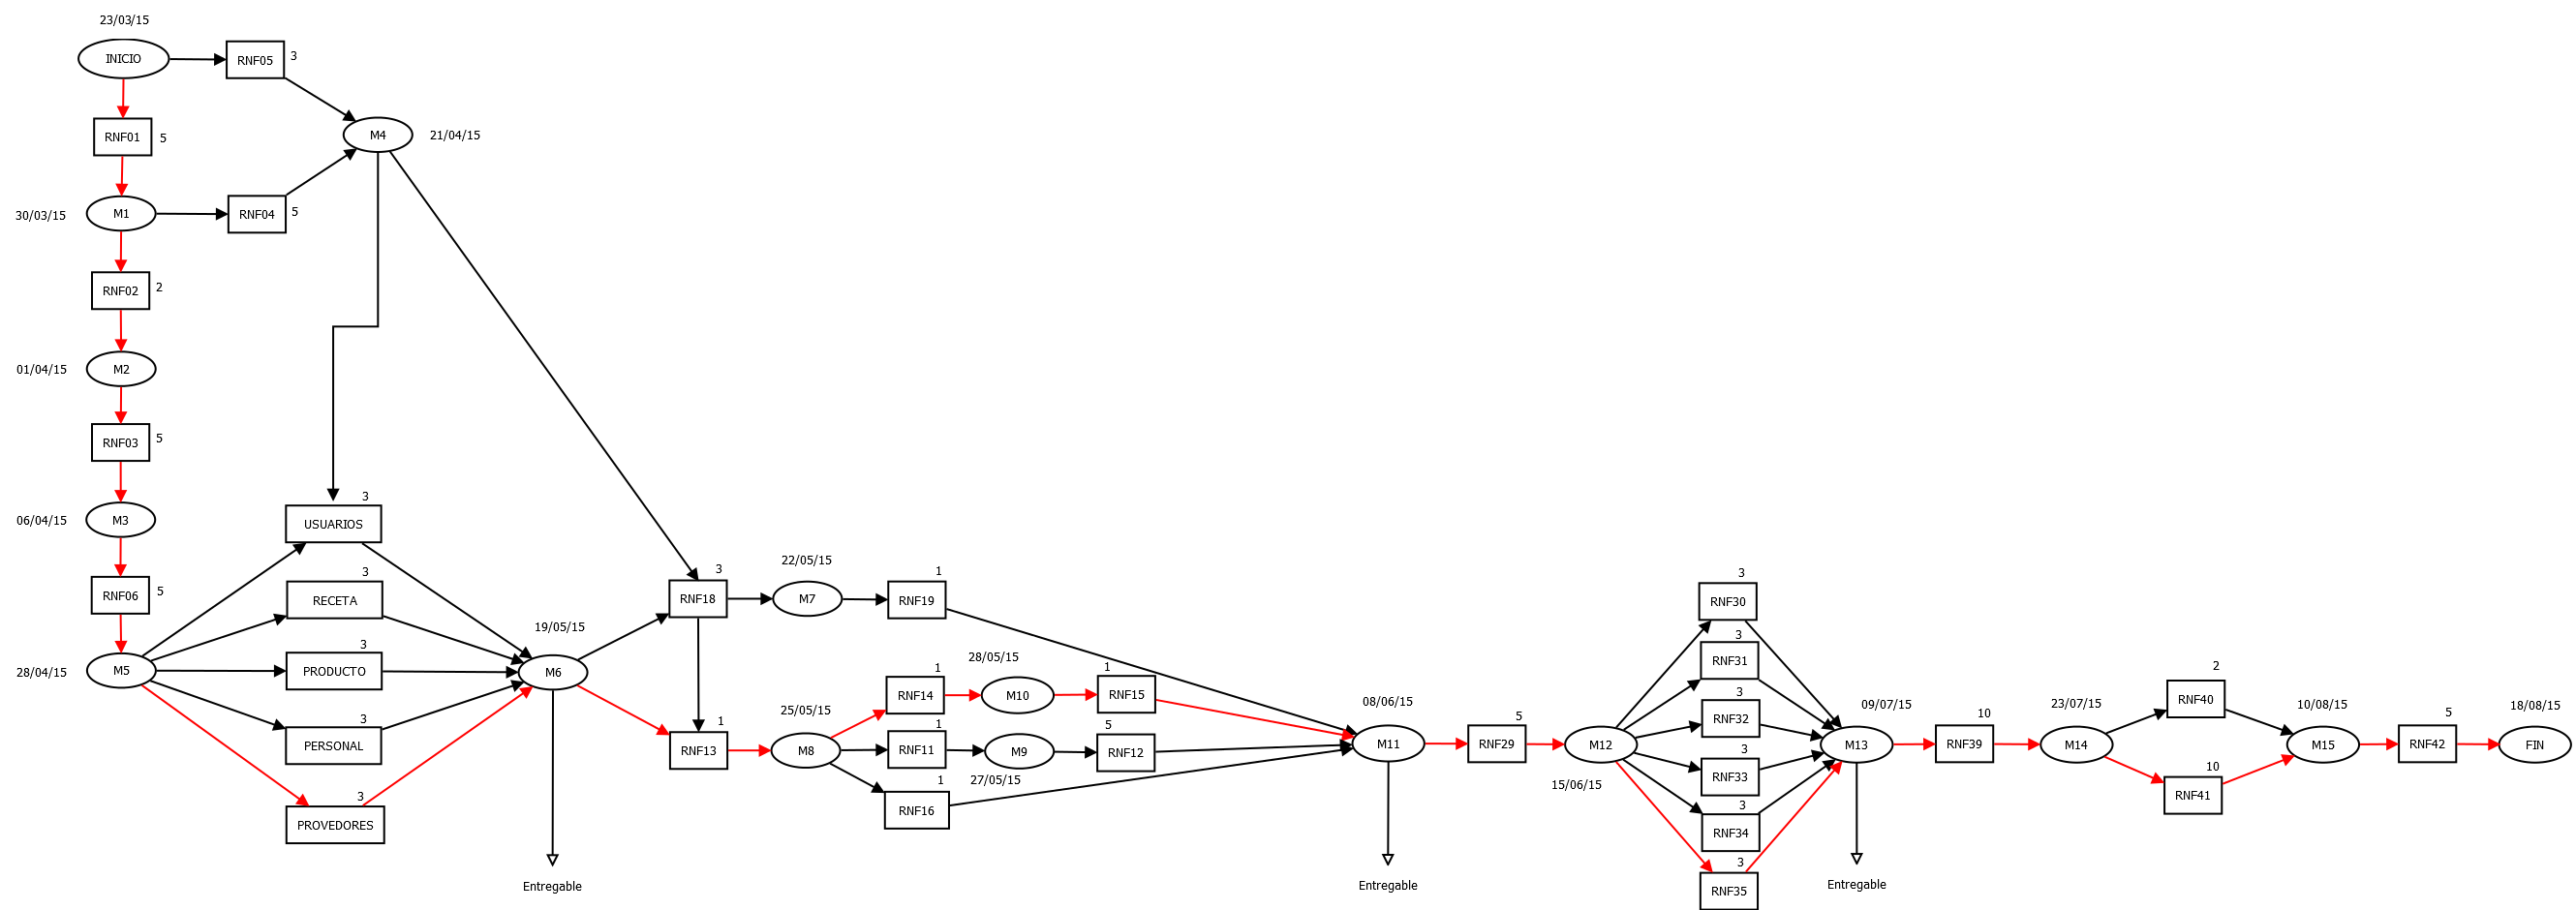 23/03/15
INICIO
RNF05
3
RNF01
5
M4
21/04/15
30/03/15
M1
RNF04
5
RNF02
2
01/04/15
M2
RNF03
5
06/04/15
M3
USUARIOS
3
RNF06
5
RECETA
3
28/04/15
M5
PRODUCTO
3
PERSONAL
3
PROVEDORES
3
19/05/15
M6
Entregable
RNF18
3
22/05/15
M7
RNF19
1
RNF13
1
25/05/15
M8
RNF14
1
28/05/15
M10
RNF15
1
RNF11
1
M9
27/05/15
RNF12
5
RNF16
1
08/06/15
M11
Entregable
RNF29
5
M12
15/06/15
RNF30
3
RNF31
3
RNF32
3
RNF33
3
RNF34
3
RNF35
3
09/07/15
M13
Entregable
RNF39
10
23/07/15
M14
RNF40
2
RNF41
10
10/08/15
M15
RNF42
5
18/08/15
FIN